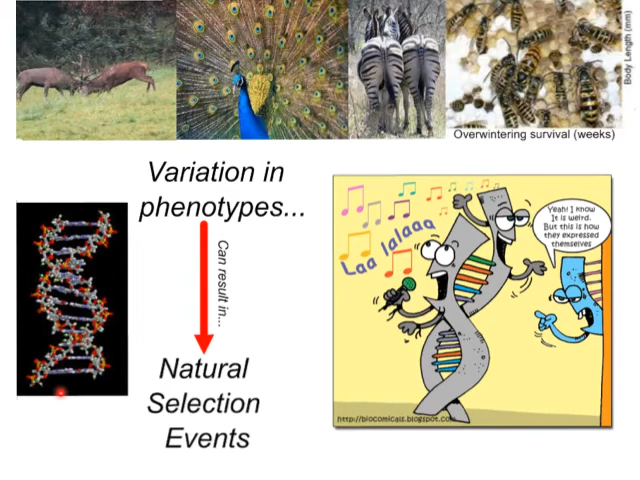 Body Length (mm)
Overwintering survival (weeks)
Variation in
phenotypes...
Can result in...
Natural
Selection
Events
Laa lalaaa
Yeah! I know
It is weird.
But this is how
they expressed
themselves
http://biocomicals.blogspot.com